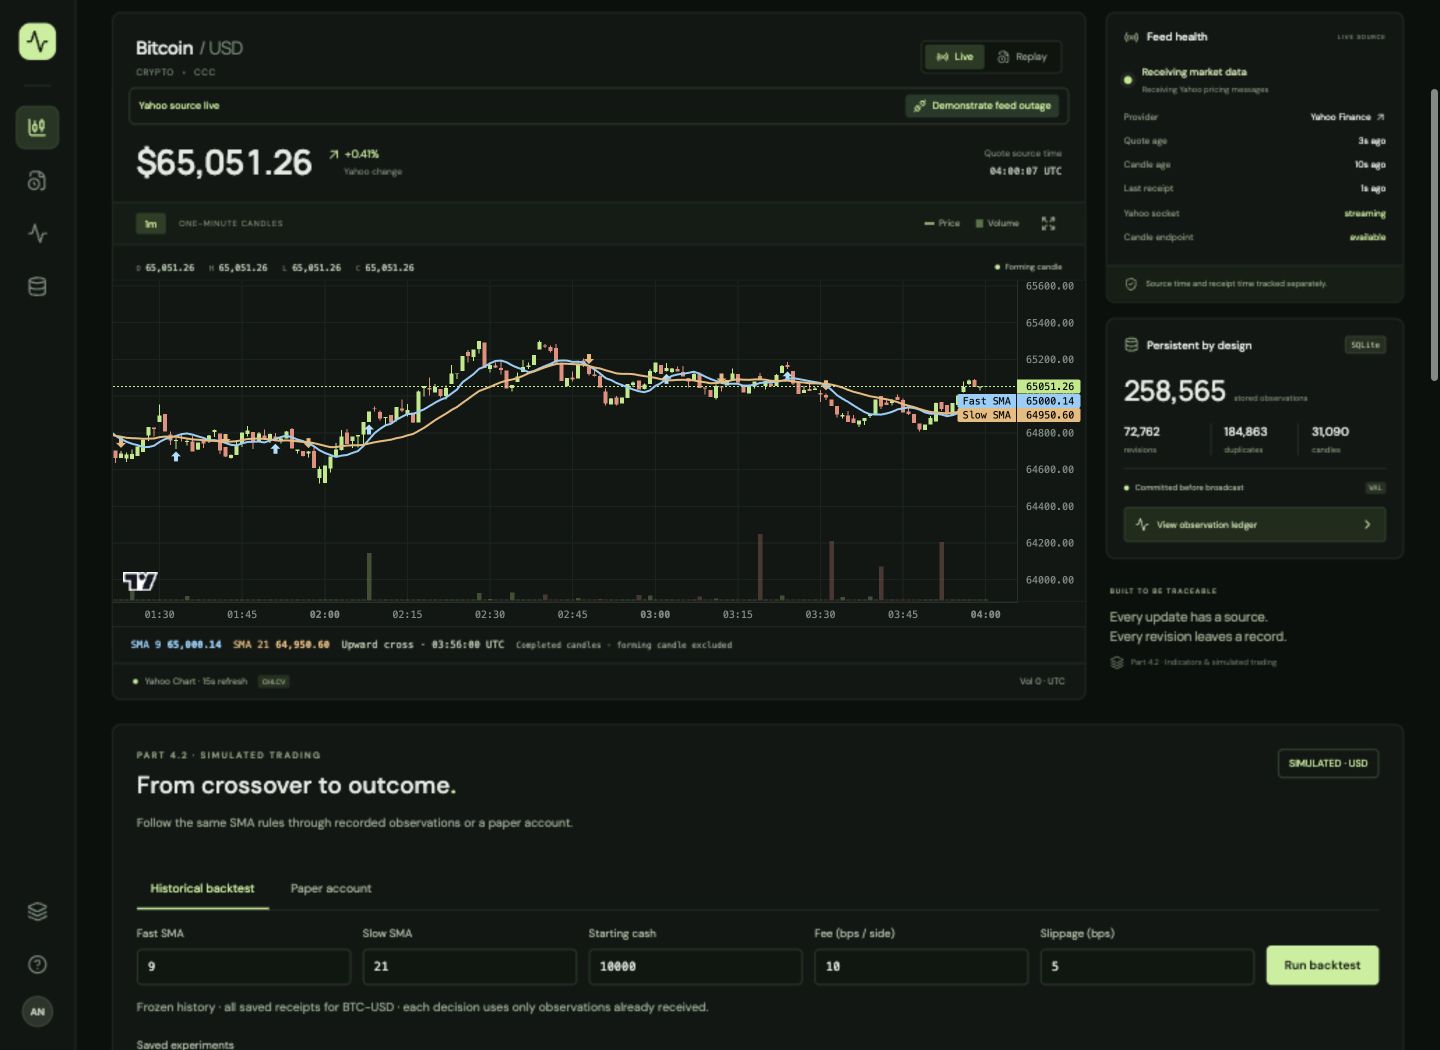 Bitcoin / USD
CRYPTO • CCC
Live
Replay
Yahoo source live
Demonstrate feed outage
$65,051.26
+0.41%
Yahoo change
Quote source time
04:00:07 UTC
1m
ONE-MINUTE CANDLES
Price
Volume
O 65,051.26 H 65,051.26 L 65,051.26 C 65,051.26
Forming candle
65600.00
65400.00
65200.00
65051.26
Fast SMA 65000.14
Slow SMA 64950.60
64800.00
64600.00
64400.00
64200.00
64000.00
01:30 01:45 02:00 02:15 02:30 02:45 03:00 03:15 03:30 03:45 04:00
SMA 9 65,000.14 SMA 21 64,950.60 Upward cross · 03:56:00 UTC Completed candles · forming candle excluded
Yahoo Chart · 15s refresh OHLCV
Vol 0 · UTC
Feed health
LIVE SOURCE
Receiving market data
Receiving Yahoo pricing messages
Provider Yahoo Finance
Quote age 3s ago
Candle age 10s ago
Last receipt 1s ago
Yahoo socket streaming
Candle endpoint available
Source time and receipt time tracked separately.
Persistent by design
SQLite
258,565 stored observations
72,762 184,863 31,090
revisions duplicates candles
Committed before broadcast
WAL
View observation ledger
BUILT TO BE TRACEABLE
Every update has a source.
Every revision leaves a record.
Part 4.2 · Indicators & simulated trading
PART 4.2 · SIMULATED TRADING
From crossover to outcome.
SIMULATED · USD
Follow the same SMA rules through recorded observations or a paper account.
Historical backtest
Paper account
Fast SMA Slow SMA Starting cash Fee (bps / side) Slippage (bps)
9 21 10000 10 5
Run backtest
Frozen history · all saved receipts for BTC-USD · each decision uses only observations already received.
Saved experiments
AN